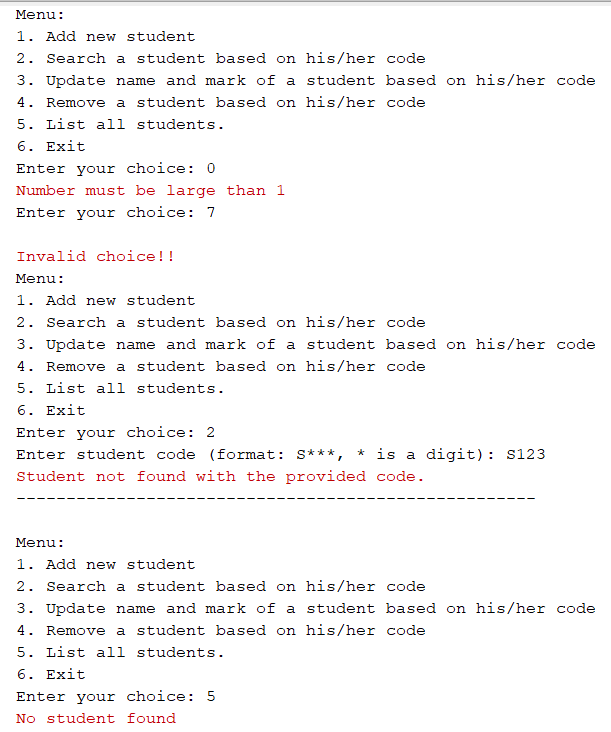 Menu:
1. Add new student
2. Search a student based on his/her code
3. Update name and mark of a student based on his/her code
4. Remove a student based on his/her code
5. List all students.
6. Exit
Enter your choice: 0
Number must be large than 1
Enter your choice: 7
Invalid choice!!
Menu:
1. Add new student
2. Search a student based on his/her code
3. Update name and mark of a student based on his/her code
4. Remove a student based on his/her code
5. List all students.
6. Exit
Enter your choice: 2
Enter student code (format: S***, * is a digit): S123
Student not found with the provided code.
----------------------------------------------------
Menu:
1. Add new student
2. Search a student based on his/her code
3. Update name and mark of a student based on his/her code
4. Remove a student based on his/her code
5. List all students.
6. Exit
Enter your choice: 5
No student found